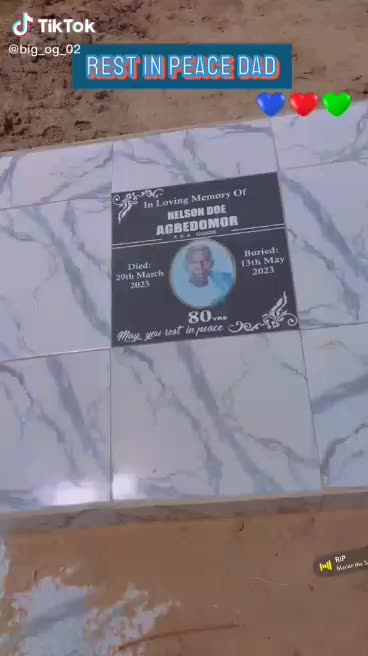 TikTok
@big_og_02
REST IN PEACE DAD
In Loving Memory Of
NELSON DOE
AGBEDOMOR
Died:
29th March
2023
Buried:
13th May
2023
80YRS
May you rest in peace
RIP